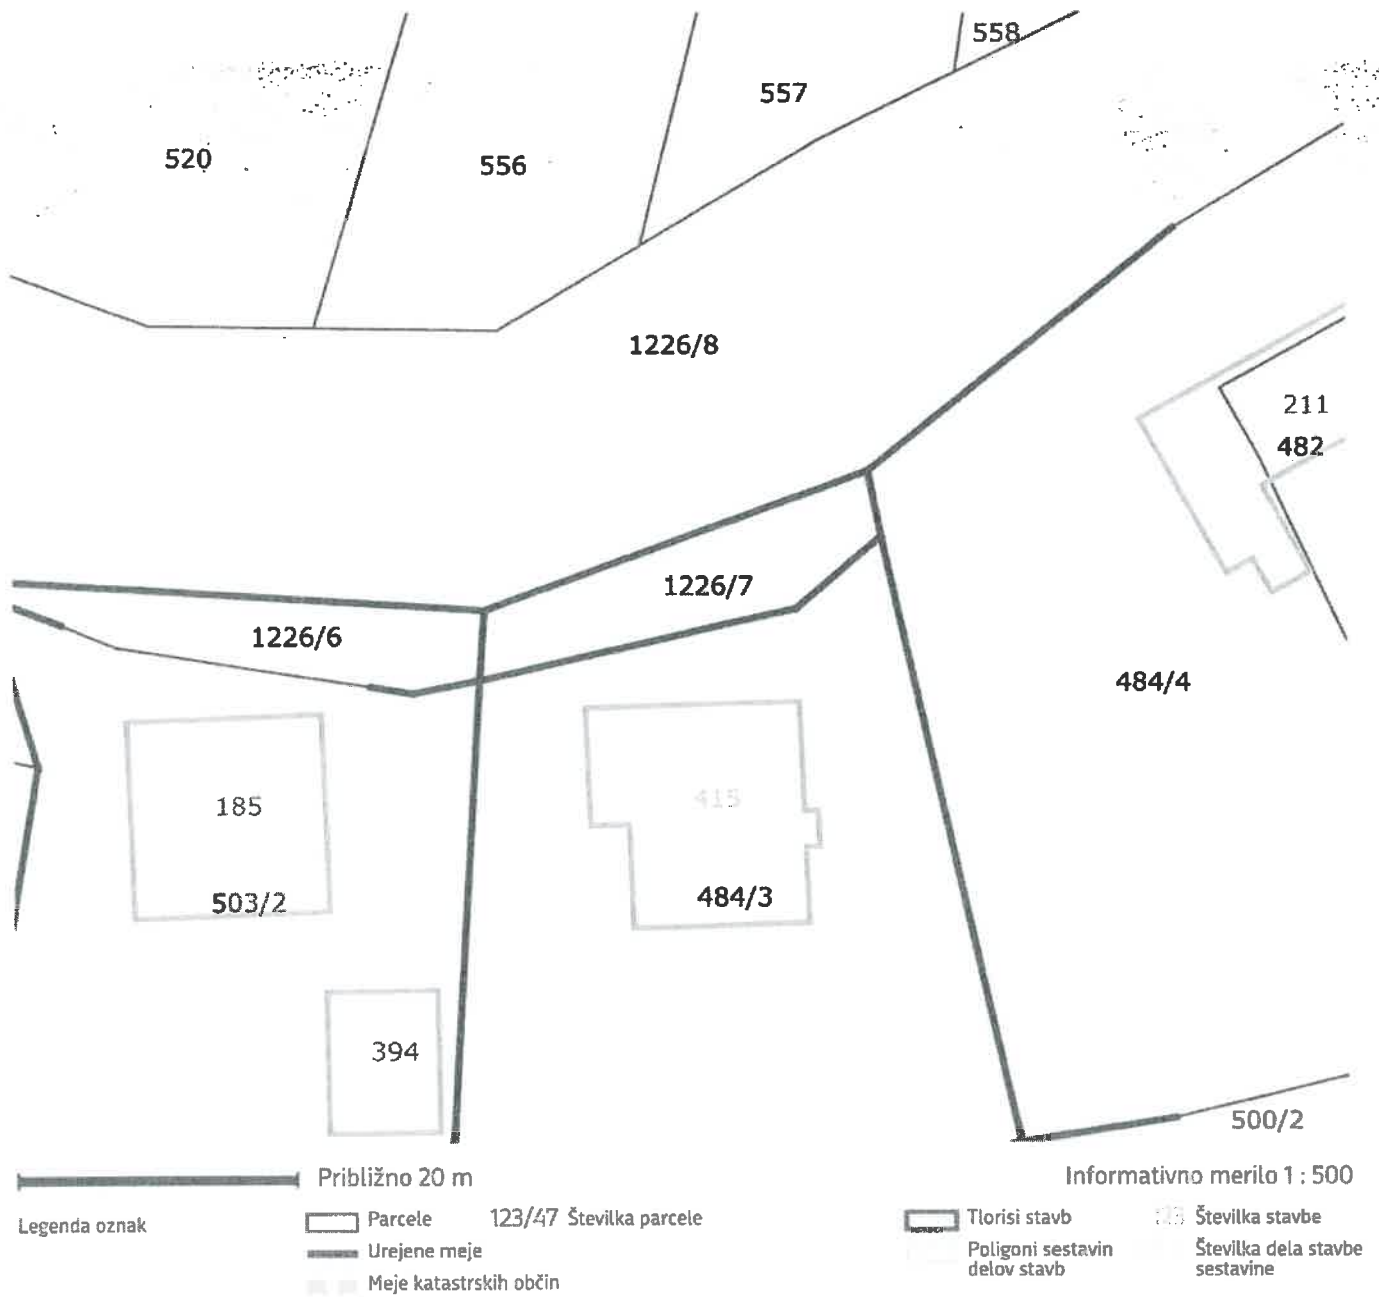 558
557
520
556
1226/8
211
482
1226/7
1226/6
484/4
415
185
484/3
503/2
394
500/2
Približno 20 m
Informativno merilo 1 : 500
Legenda oznak
Parcele
123/47 Številka parcele
Urejene meje
Meje katastrskih občin
Tlorisi stavb
123 Številka stavbe
Poligoni sestavin
delov stavb
Številka dela stavbe
sestavine